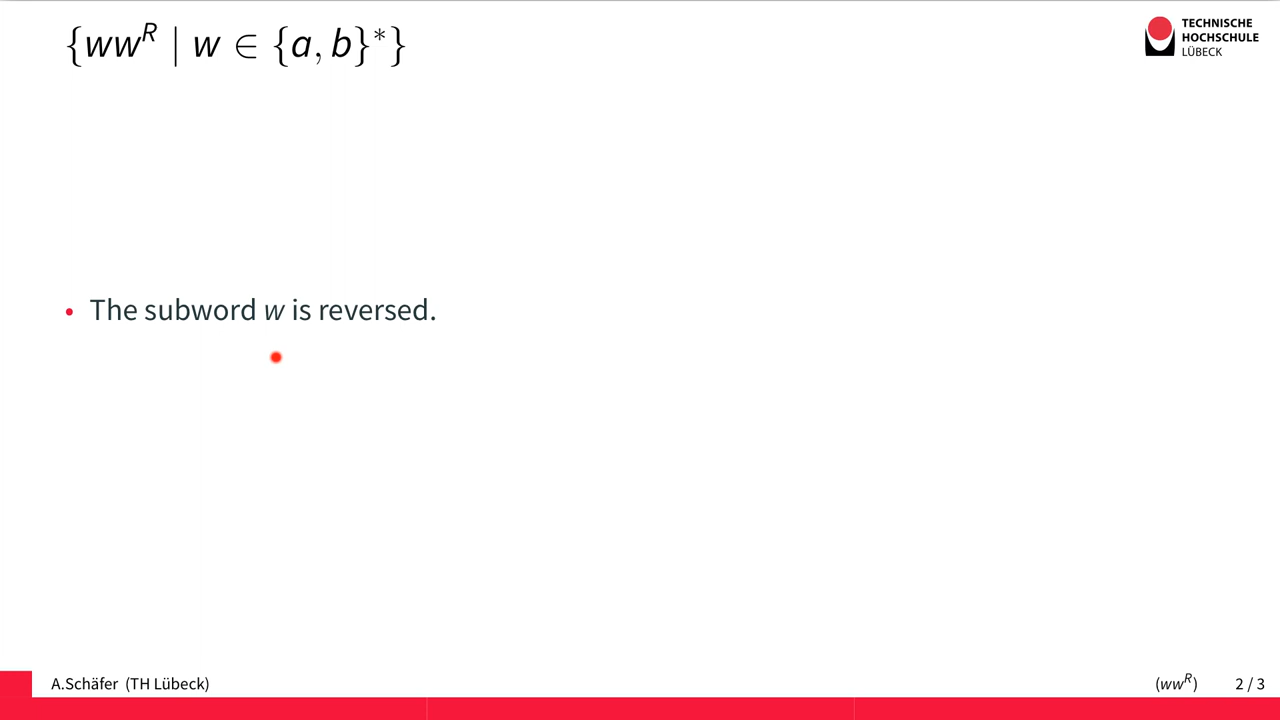 {ww^R | w ∈ {a, b}*}
TECHNISCHE
HOCHSCHULE
LÜBECK
• The subword w is reversed.
A.Schäfer (TH Lübeck)
(ww^R)
2 / 3